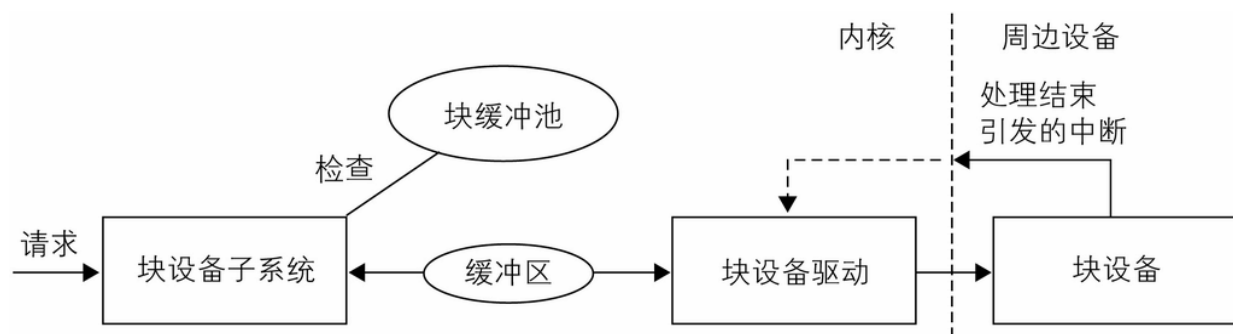 内核
周边设备
块缓冲池
处理结束
引发的中断
检查
请求
块设备子系统
缓冲区
块设备驱动
块设备